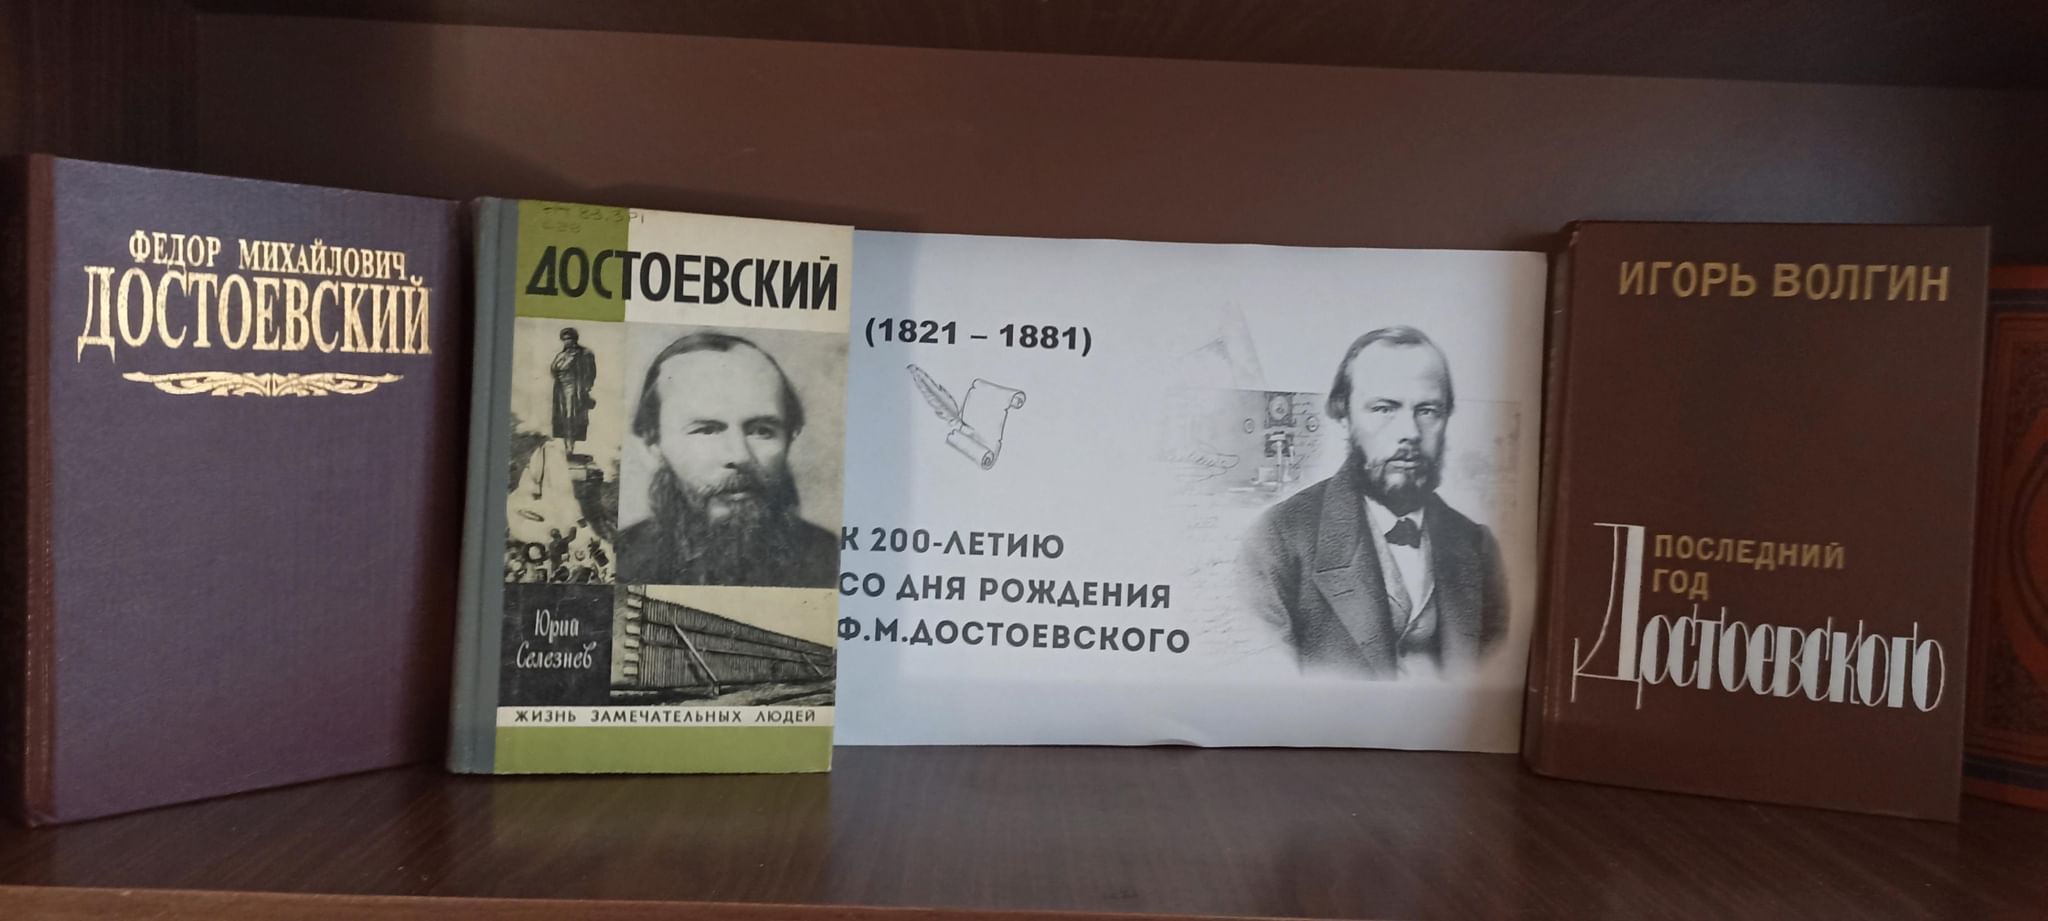 ФЕДОР МИХАЙЛОВИЧ
ДОСТОЕВСКИЙ
ДОСТОЕВСКИЙ
Юрий
Селезнев
ЖИЗНЬ ЗАМЕЧАТЕЛЬНЫХ ЛЮДЕЙ
(1821 – 1881)
К 200-ЛЕТИЮ
СО ДНЯ РОЖДЕНИЯ
Ф.М.ДОСТОЕВСКОГО
ИГОРЬ ВОЛГИН
ПОСЛЕДНИЙ
ГОД
Достоевского